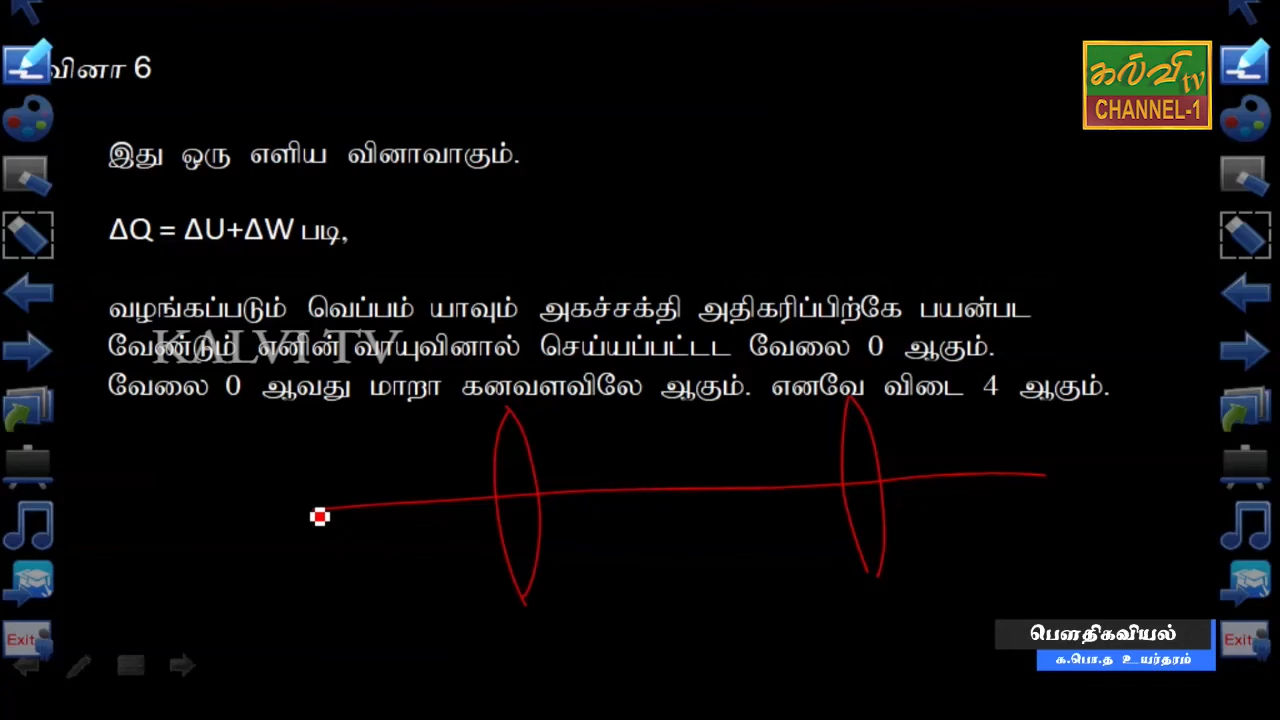 வினா 6
கல்வி tv
CHANNEL-1
இது ஒரு எளிய வினாவாகும்.
ΔQ = ΔU+ΔW படி,
வழங்கப்படும் வெப்பம் யாவும் அகச்சக்தி அதிகரிப்பிற்கே பயன்பட
வேண்டும் எனின் வாயுவினால் செய்யப்பட்டட வேலை 0 ஆகும்.
KALVI TV
வேலை 0 ஆவது மாறா கனவளவிலே ஆகும். எனவே விடை 4 ஆகும்.
பௌதிகவியல்
க.பொ.த உயர்தரம்
Exit
Exit